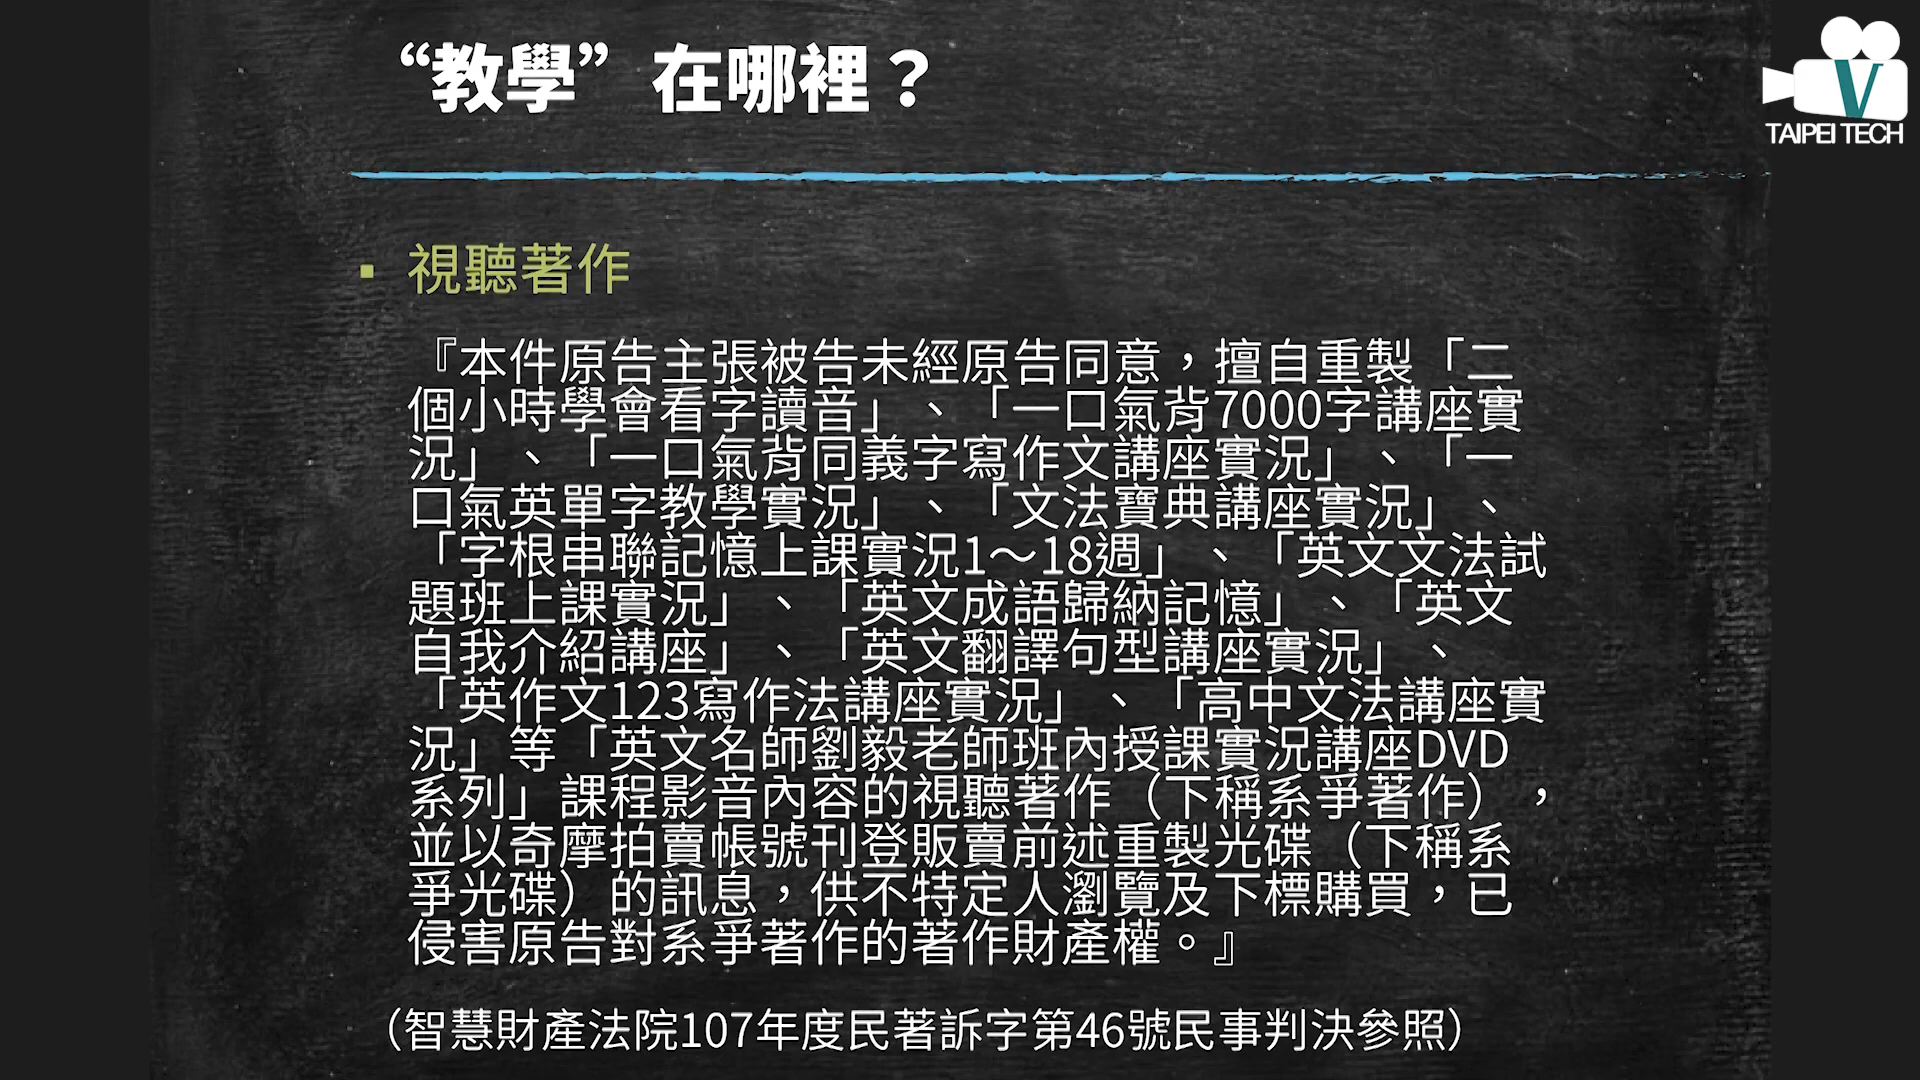 “教學”在哪裡？
V
TAIPEI TECH
▪ 視聽著作
『本件原告主張被告未經原告同意，擅自重製「二
個小時學會看字讀音」、「一口氣背7000字講座實
況」、「一口氣背同義字寫作文講座實況」、「一
口氣英單字教學實況」、「文法寶典講座實況」、
「字根串聯記憶上課實況1～18週」、「英文文法試
題班上課實況」、「英文成語歸納記憶」、「英文
自我介紹講座」、「英文翻譯句型講座實況」、
「英作文123寫作法講座實況」、「高中文法講座實
況」等「英文名師劉毅老師班內授課實況講座DVD
系列」課程影音內容的視聽著作（下稱系爭著作），
並以奇摩拍賣帳號刊登販賣前述重製光碟（下稱系
爭光碟）的訊息，供不特定人瀏覽及下標購買，已
侵害原告對系爭著作的著作財產權。』
（智慧財產法院107年度民著訴字第46號民事判決參照）